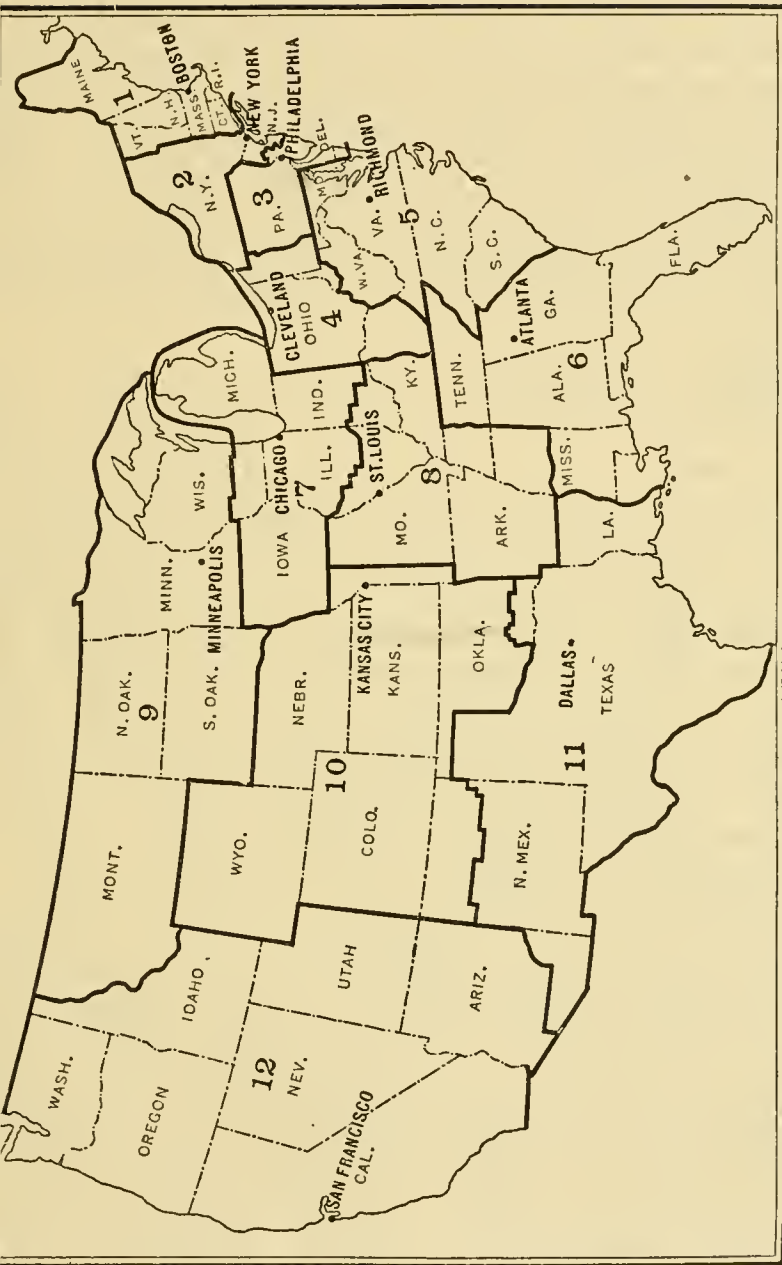 WASH.
OREGON
CAL.
SAN FRANCISCO
12
NEV.
IDAHO
UTAH
ARIZ.
MONT.
WYO.
COLO.
10
N. MEX.
N. OAK.
9
S. OAK.
NEBR.
KANSAS CITY
KANS.
OKLA.
11
DALLAS
TEXAS
MINN.
MINNEAPOLIS
IOWA
MO.
ARK.
LA.
WIS.
CHICAGO
7
ILL.
ST. LOUIS
8
MISS.
MICH.
IND.
KY.
TENN.
ALA.
6
CLEVELAND
OHIO
4
ATLANTA
GA.
FLA.
W.VA.
VA.
RICHMOND
5
N. C.
S. C.
PA.
3
N.Y.
2
MD.
DEL.
N.J.
PHILADELPHIA
NEW YORK
VT.
N.H.
MASS.
CT.
R.I.
BOSTON
1
MAINE